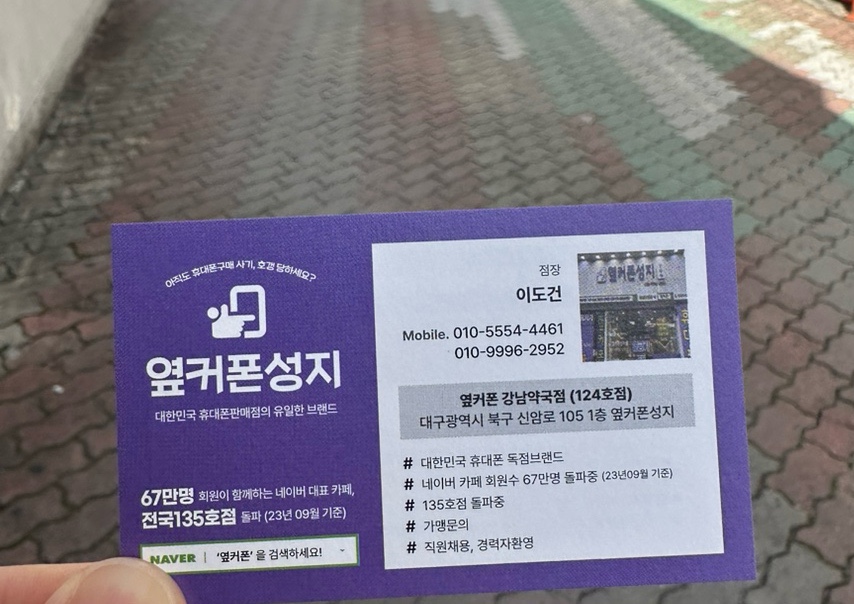 아직도 휴대폰구매 사기, 호갱 당하세요?
옆커폰성지
대한민국 휴대폰판매점의 유일한 브랜드
67만명 회원이 함께하는 네이버 대표 카페,
전국135호점 돌파 (23년 09월 기준)
NAVER | '옆커폰' 을 검색하세요!
점장
이도건
Mobile. 010-5554-4461
010-9996-2952
옆커폰성지
옆커폰 강남약국점 (124호점)
대구광역시 북구 신암로 105 1층 옆커폰성지
# 대한민국 휴대폰 독점브랜드
# 네이버 카페 회원수 67만명 돌파중 (23년09월 기준)
# 135호점 돌파중
# 가맹문의
# 직원채용, 경력자환영